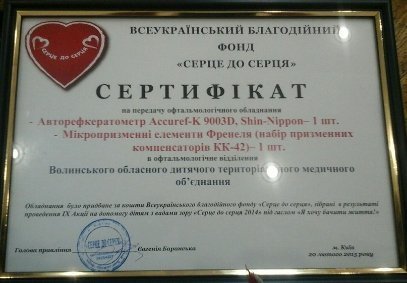 СЕРЦЕ ДО СЕРЦЯ
ВСЕУКРАЇНСЬКИЙ БЛАГОДІЙНИЙ
ФОНД
«СЕРЦЕ ДО СЕРЦЯ»
СЕРТИФІКАТ
на передачу офтальмологічного обладнання
- Авторефкератометр Accuref-K 9003D, Shin-Nippon– 1 шт.
- Мікропризменні елементи Френеля (набір призменних
компенсаторів КК-42)– 1 шт.
в офтальмологічне відділення
Волинського обласного дитячого територіального медичного
об’єднання
Обладнання було придбане за кошти Всеукраїнського благодійного фонду «Серце до серця», зібрані в результаті
проведення IX Акції на допомогу дітям з вадами зору «Серце до серця 2014» під гаслом «Я хочу бачити життя!»
Голова правління
СЕРЦЕ ДО СЕРЦЯ
м. Київ
20 лютого 2015 року